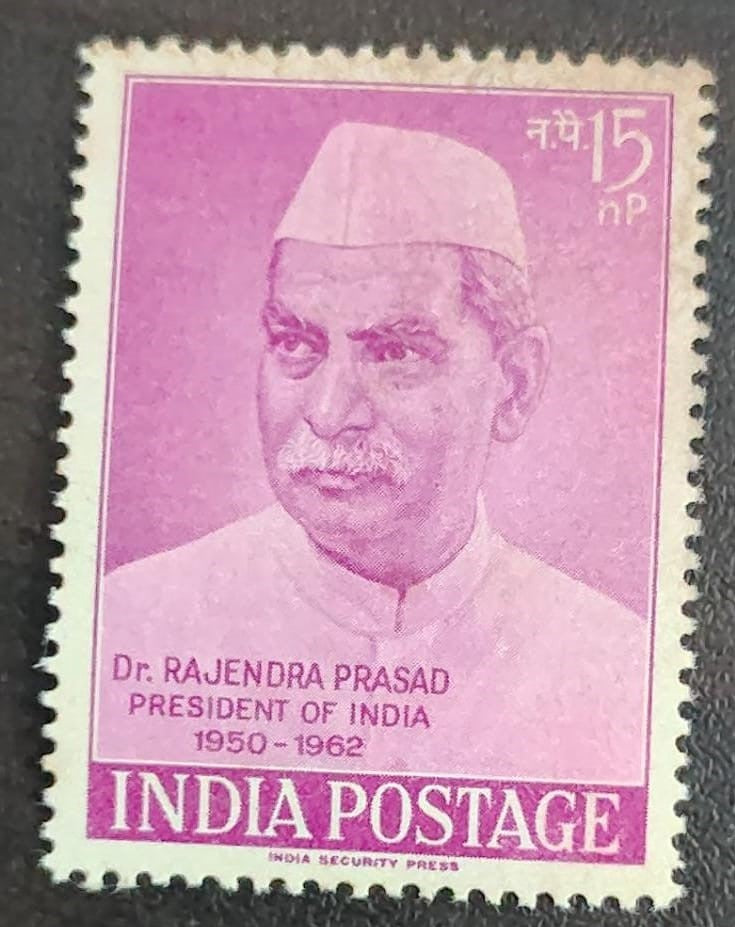 न.पै.15
nP
Dr. RAJENDRA PRASAD
PRESIDENT OF INDIA
1950-1962
INDIA POSTAGE
INDIA SECURITY PRESS